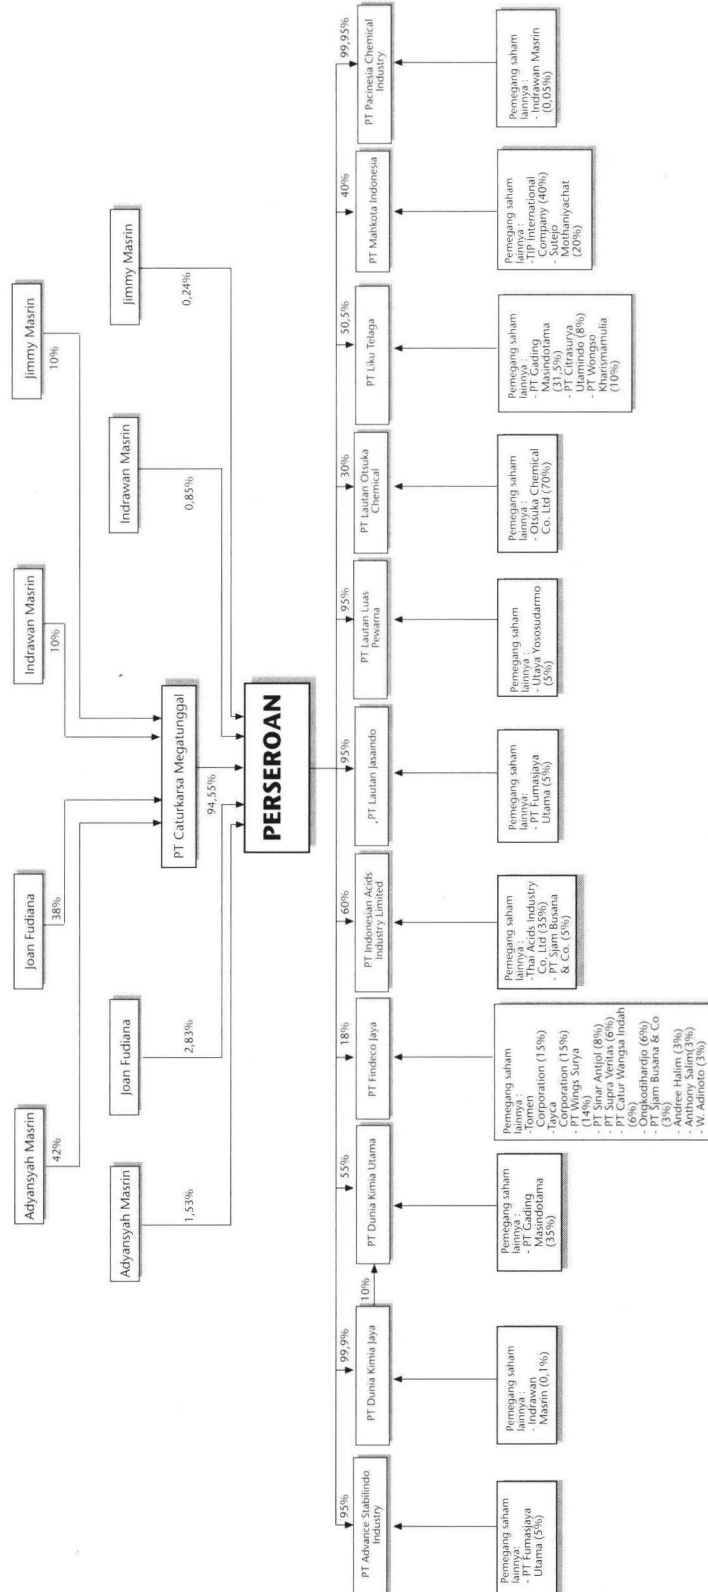 Adyansyah Masrin
Joan Fudiana
Indrawan Masrin
Jimmy Masrin
42%
38%
10%
10%
PT Caturkarsa Megatunggal
Adyansyah Masrin
Joan Fudiana
Indrawan Masrin
Jimmy Masrin
1,53%
2,83%
94,55%
0,85%
0,24%
PERSEROAN
95%
99,9%
55%
18%
60%
95%
95%
30%
50,5%
40%
99,95%
PT Advance Stabilindo
Industry
PT Dunia Kimia Jaya
10%
PT Dunia Kimia Utama
PT Findeco Jaya
PT Indonesian Acids
Industry Limited
PT Lautan Jasaindo
PT Lautan Luas
Pewarna
PT Lautan Otsuka
Chemical
PT Liku Telaga
PT Mahkota Indonesia
PT Pacinesia Chemical
Industry
Pemegang saham
lainnya:
- PT Fumasjaya
Utama (5%)
Pemegang saham
lainnya :
- Indrawan
Masrin (0,1%)
Pemegang saham
lainnya :
- PT Gading
Masindotama
(35%)
Pemegang saham
lainnya :
-Tomen
Corporation (15%)
-Tayca
Corporation (15%)
- PT Wings Surya
(14%)
- PT Sinar Antjol (8%)
- PT Supra Veritas (6%)
- PT Catur Wangsa Indah
(6%)
- Ongkodihardjo (6%)
- PT Sjam Busana & Co
(3%)
- Andree Halim (3%)
- Anthony Salim(3%)
- W. Adinoto (3%)
Pemegang saham
lainnya :
-Thai Acids Industry
Co, Ltd (35%)
- PT Sjam Busana
& Co. (5%)
Pemegang saham
lainnya:
- PT Fumasjaya
Utama (5%)
Pemegang saham
lainnya :
- Utaya Yososudarmo
(5%)
Pemegang saham
lainnya :
- Otsuka Chemical
Co. Ltd (70%)
Pemegang saham
lainnya :
- PT Gading
Masindotama
(31,5%)
- PT Citrasurya
Utamindo (8%)
- PT Wongso
Kharismamulia
(10%)
Pemegang saham
lainnya :
-TIP International
Company (40%)
- Sutejo
Mothaniyachat
(20%)
Pemegang saham
lainnya :
- Indrawan Masrin
(0,05%)